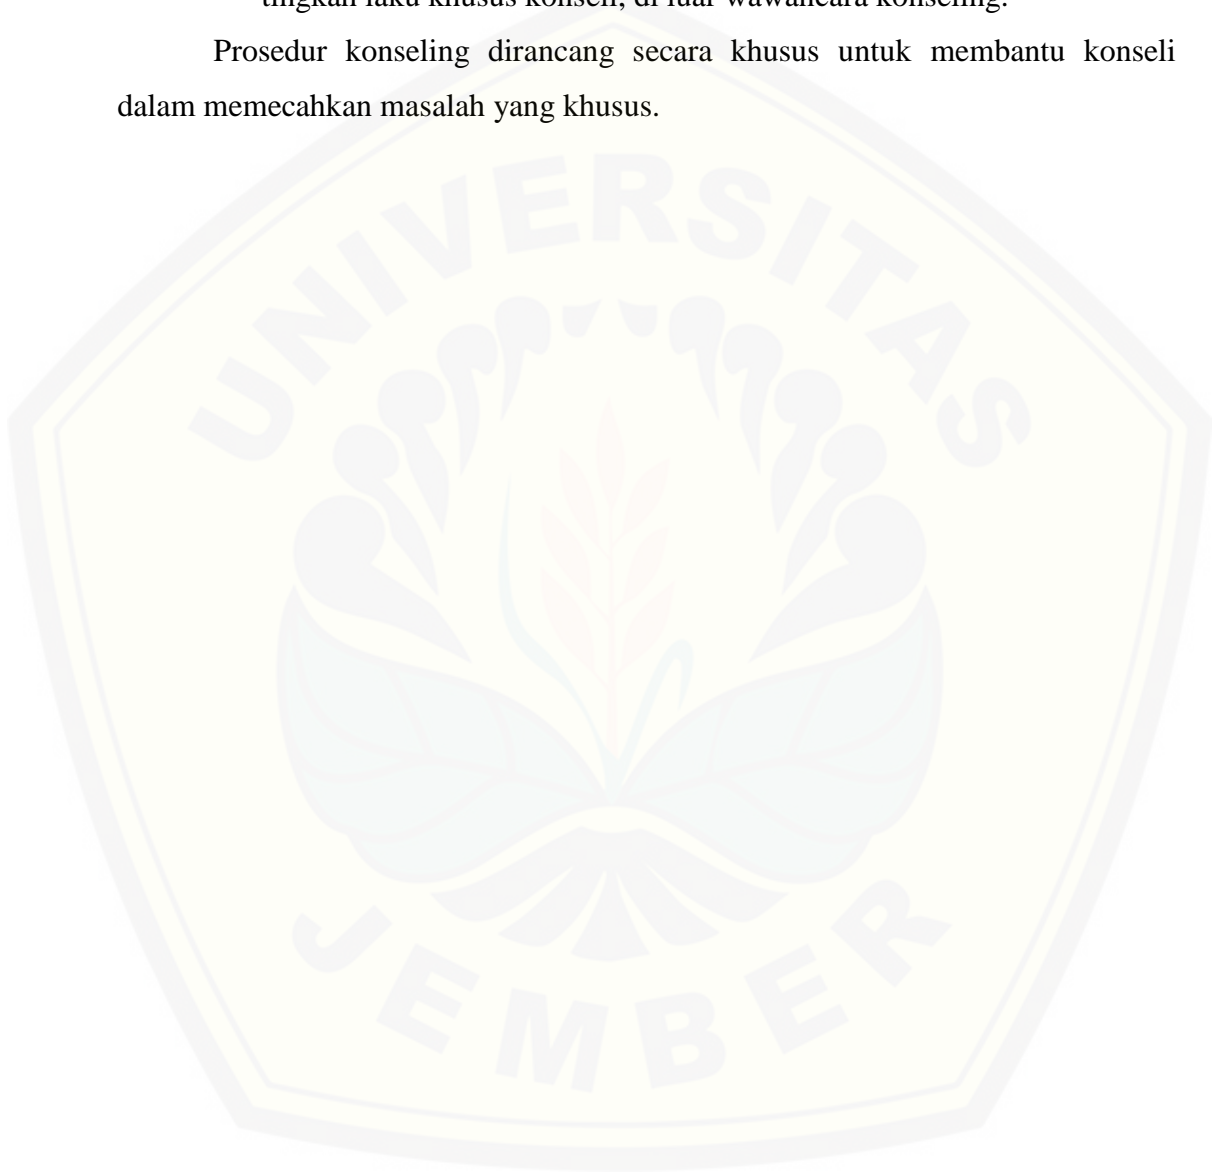 tingkah laku khusus konseli, di luar wawancara konseling.
Prosedur konseling dirancang secara khusus untuk membantu konseli
dalam memecahkan masalah yang khusus.
UNIVERSITAS
JEMBER